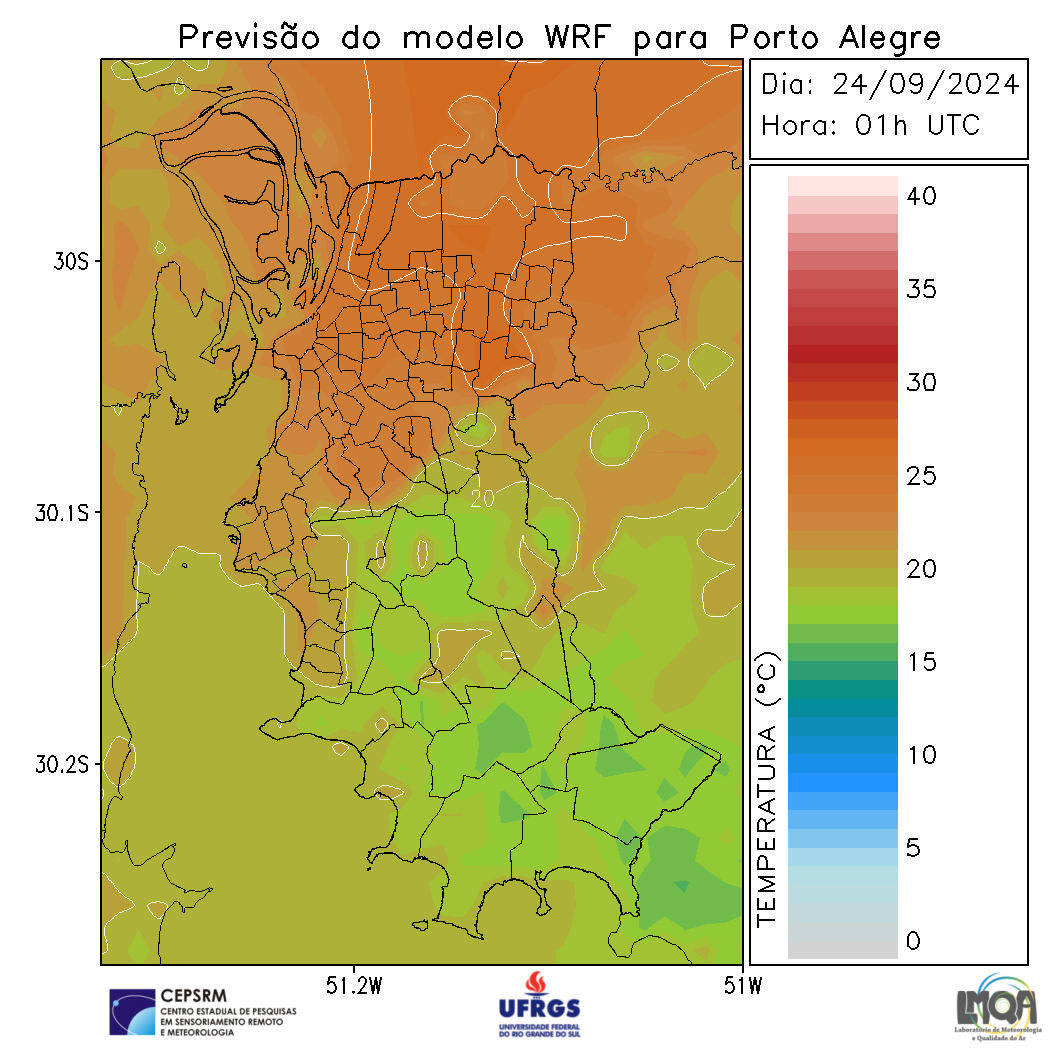 Previsão do modelo WRF para Porto Alegre
Dia: 24/09/2024
Hora: 01h UTC
40
35
30
25
20
15
10
5
0
TEMPERATURA (°C)
20
30S
30.1S
30.2S
51.2W
51W
CEPSRM
CENTRO ESTADUAL DE PESQUISAS
EM SENSORIAMENTO REMOTO
E METEOROLOGIA
UFRGS
UNIVERSIDADE FEDERAL
DO RIO GRANDE DO SUL
LMQA
Laboratório de Meteorologia
e Qualidade do Ar